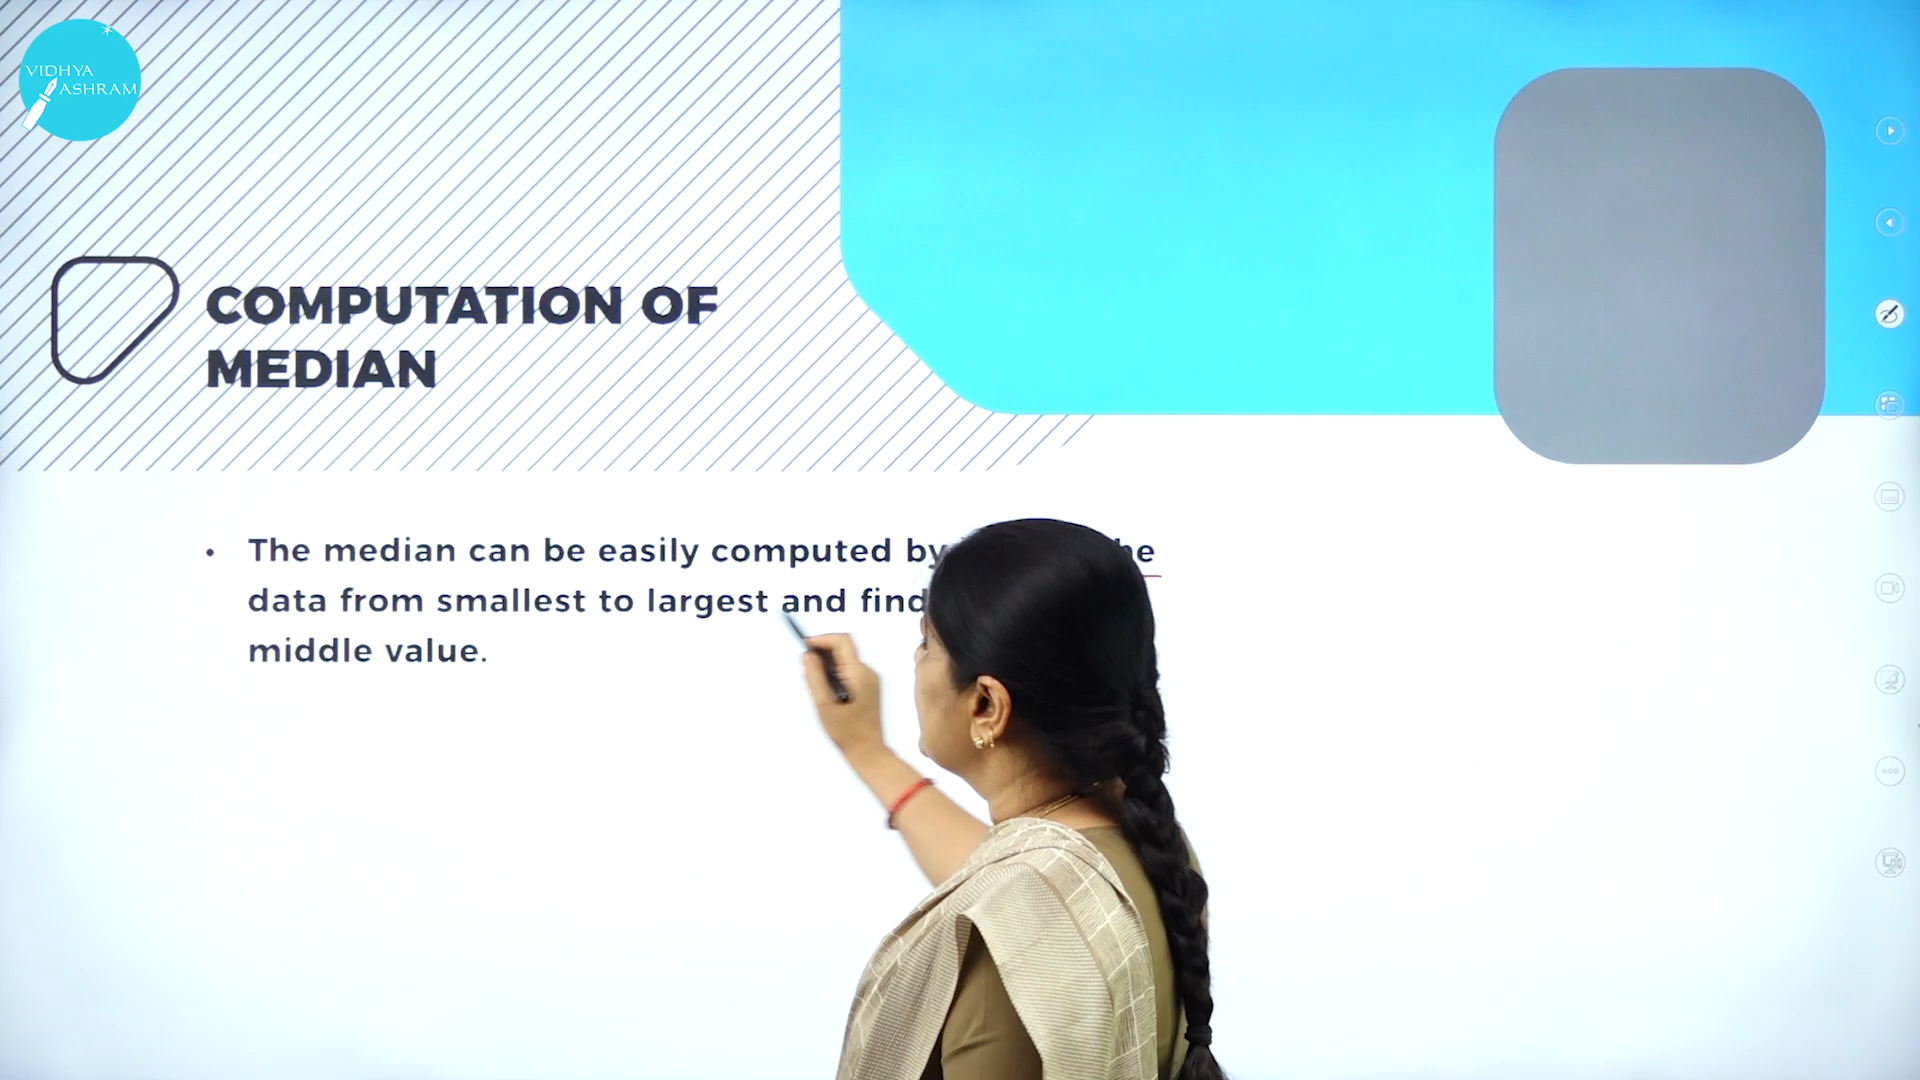 VIDHYA
ASHRAM
COMPUTATION OF
MEDIAN
• The median can be easily computed by
data from smallest to largest and find
middle value.